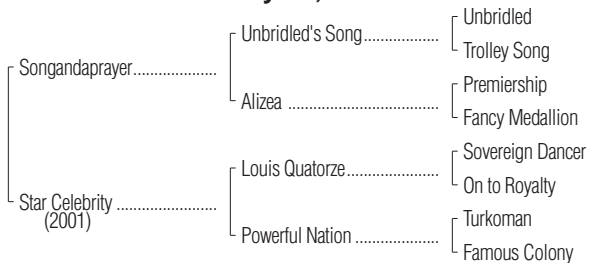 Unbridled
Unbridled's Song..................
Trolley Song
Songandaprayer....................
Premiership
Alizea ....................................
Fancy Medallion
Sovereign Dancer
Louis Quatorze......................
On to Royalty
Star Celebrity ........................
(2001)
Turkoman
Powerful Nation ....................
Famous Colony